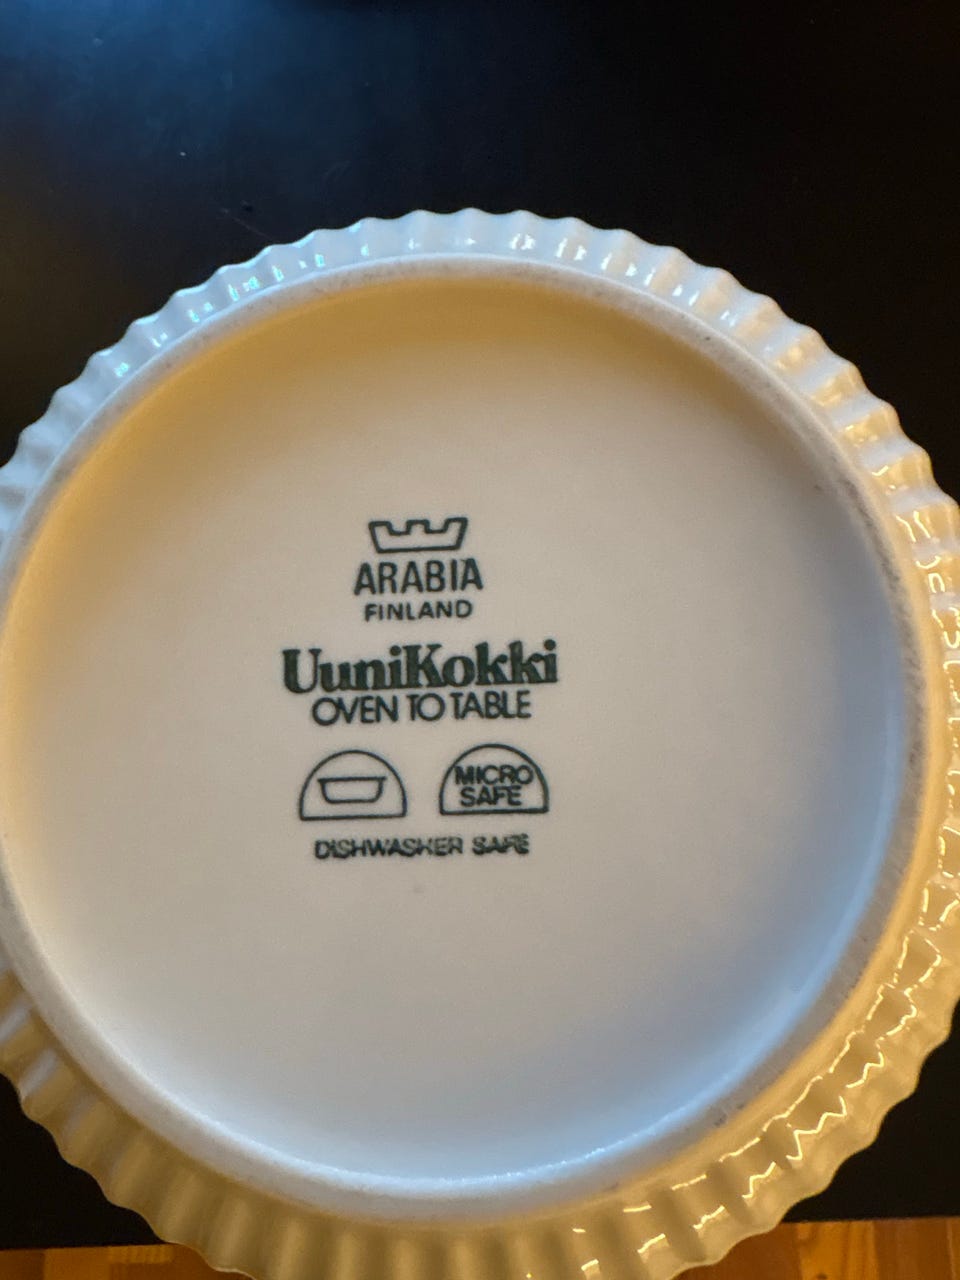 ARABIA
FINLAND
UuniKokki
OVEN TO TABLE
MICRO
SAFE
DISHWASHER SAFE